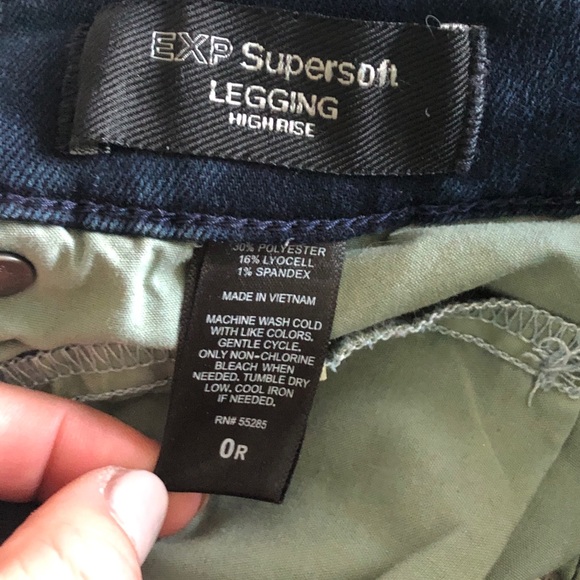 EXP Supersoft
LEGGING
HIGH RISE
30% POLYESTER
16% LYOCELL
1% SPANDEX
MADE IN VIETNAM
MACHINE WASH COLD
WITH LIKE COLORS.
GENTLE CYCLE.
ONLY NON-CHLORINE
BLEACH WHEN
NEEDED. TUMBLE DRY
LOW. COOL IRON
IF NEEDED.
RN# 55285
0R